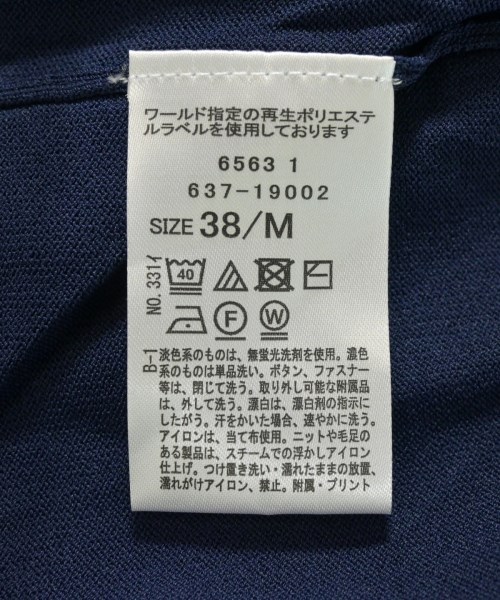 ワールド指定の再生ポリエステ
ルラベルを使用しております
6563 1
637-19002
SIZE 38/M
NO. 331イ
40
F W
B-1
淡色系のものは、無蛍光洗剤を使用。濃色
系のものは単品洗い。ボタン、ファスナー
等は、閉じて洗う。取り外し可能な附属品
は、外して洗う。漂白は、漂白剤の指示に
したがう。汗をかいた場合、速やかに洗う。
アイロンは、当て布使用。ニットや毛足の
ある製品は、スチームでの浮かしアイロン
仕上げ。つけ置き洗い・濡れたままの放置、
濡れがけアイロン、禁止。附属・プリント